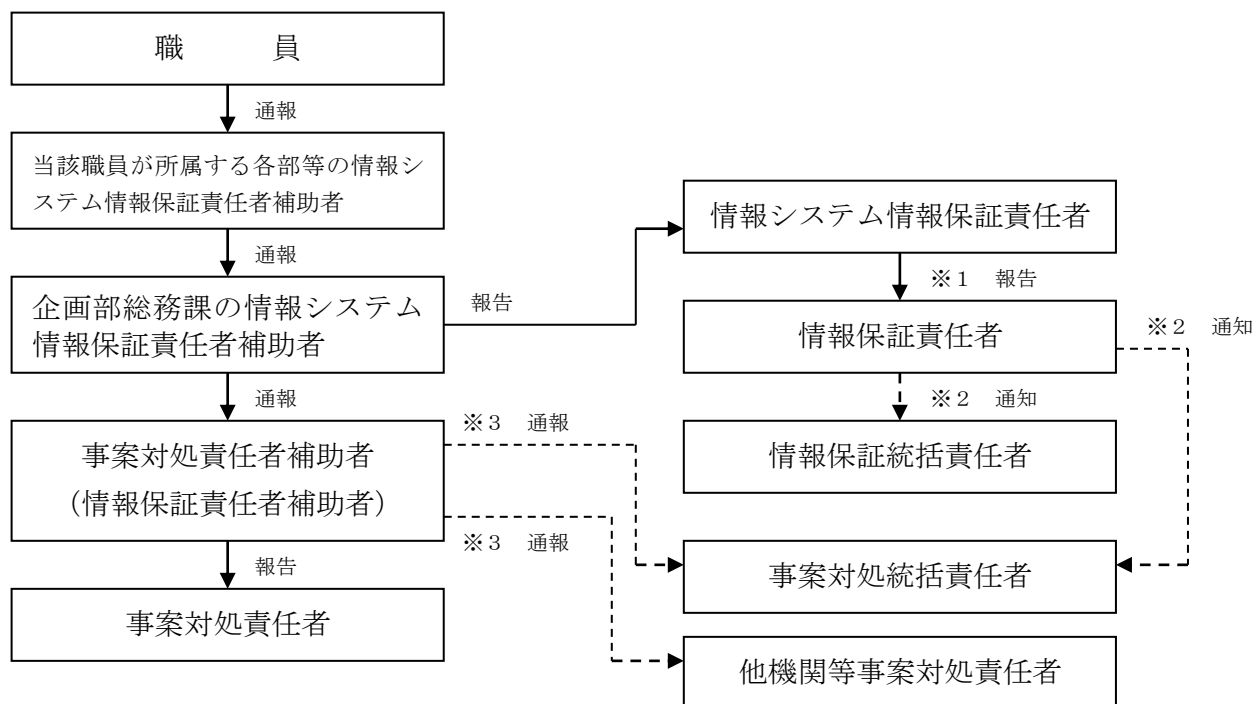 職　　　員
通報
当該職員が所属する各部等の情報シ
ステム情報保証責任者補助者
通報
企画部総務課の情報システム
情報保証責任者補助者
報告
通報
事案対処責任者補助者
（情報保証責任者補助者）
※３　通報
※３　通報
報告
事案対処責任者
情報システム情報保証責任者
※１　報告
情報保証責任者
※２　通知
※２　通知
情報保証統括責任者
事案対処統括責任者
他機関等事案対処責任者